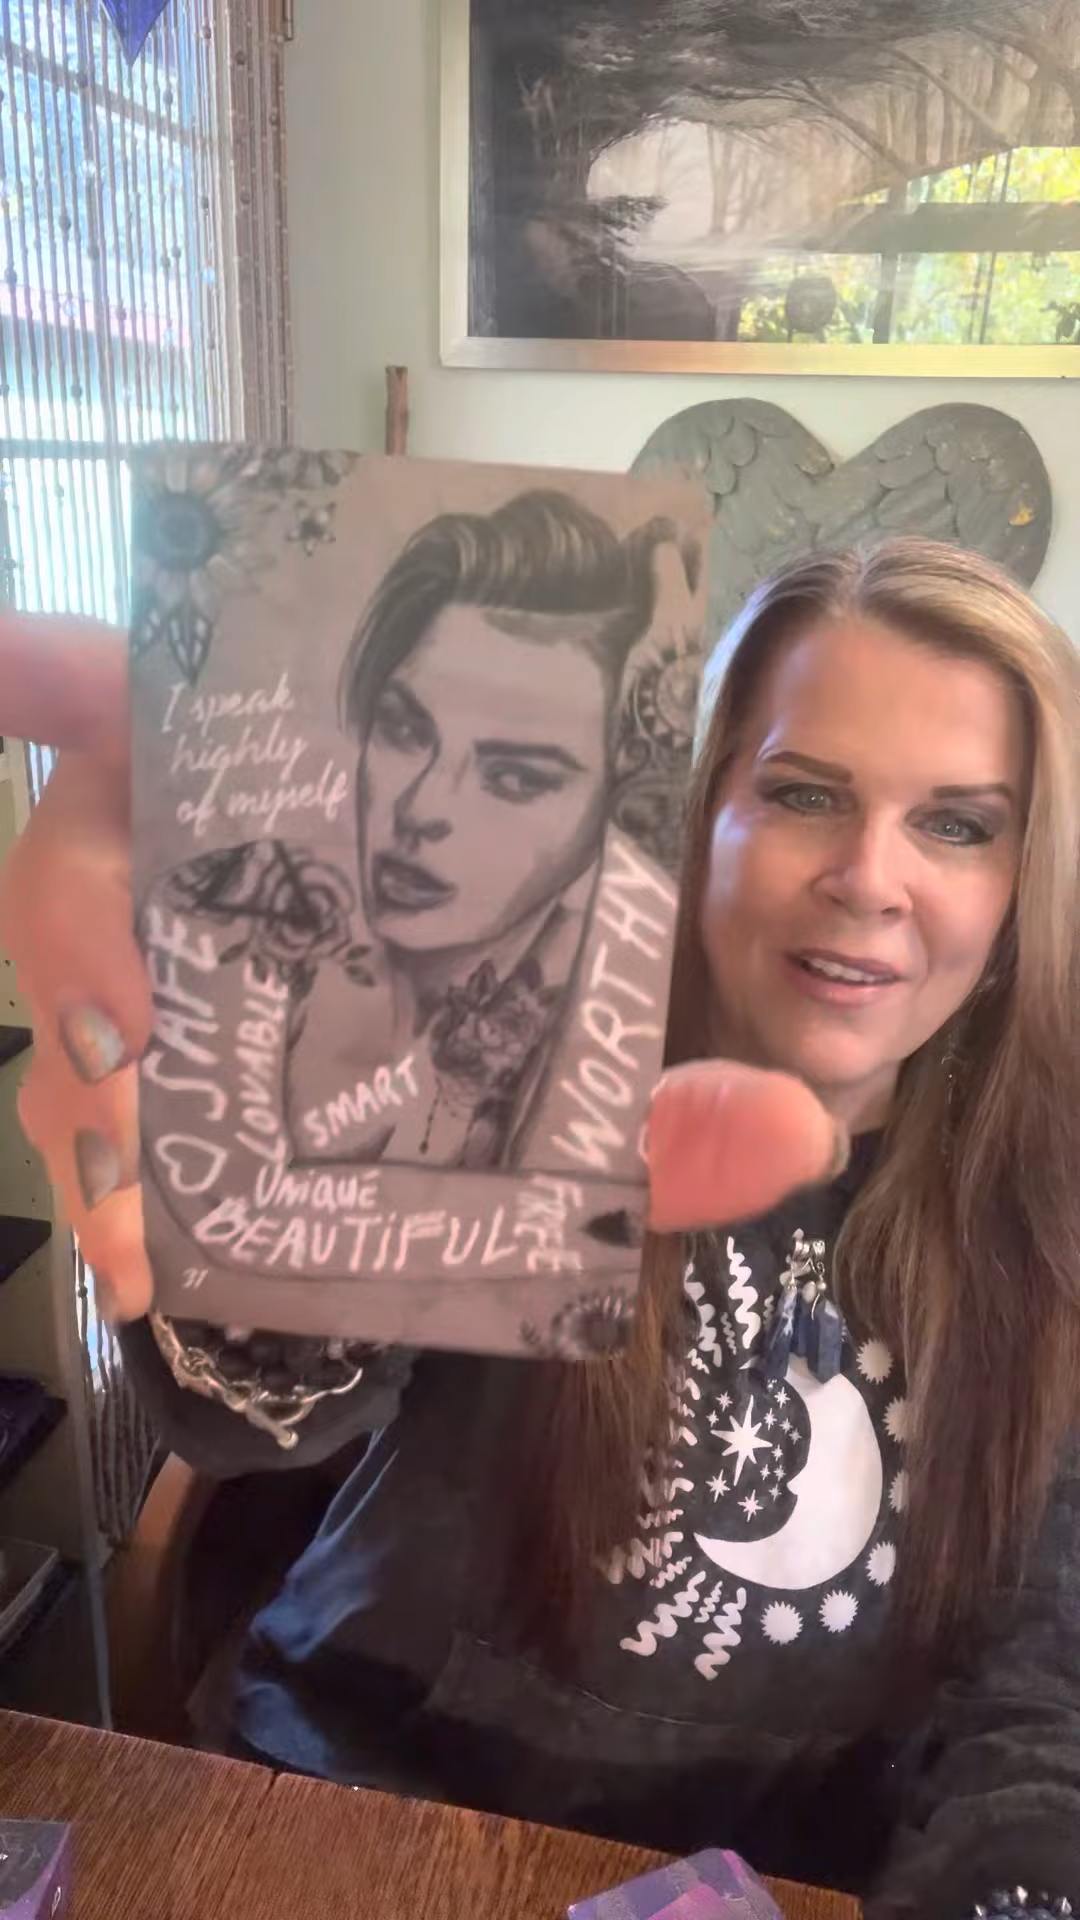 I speak
highly
of myself
SAFE
LOVABLE
SMART
WORTHY
UNiQUE
BEAUTiFUL
FREE
31